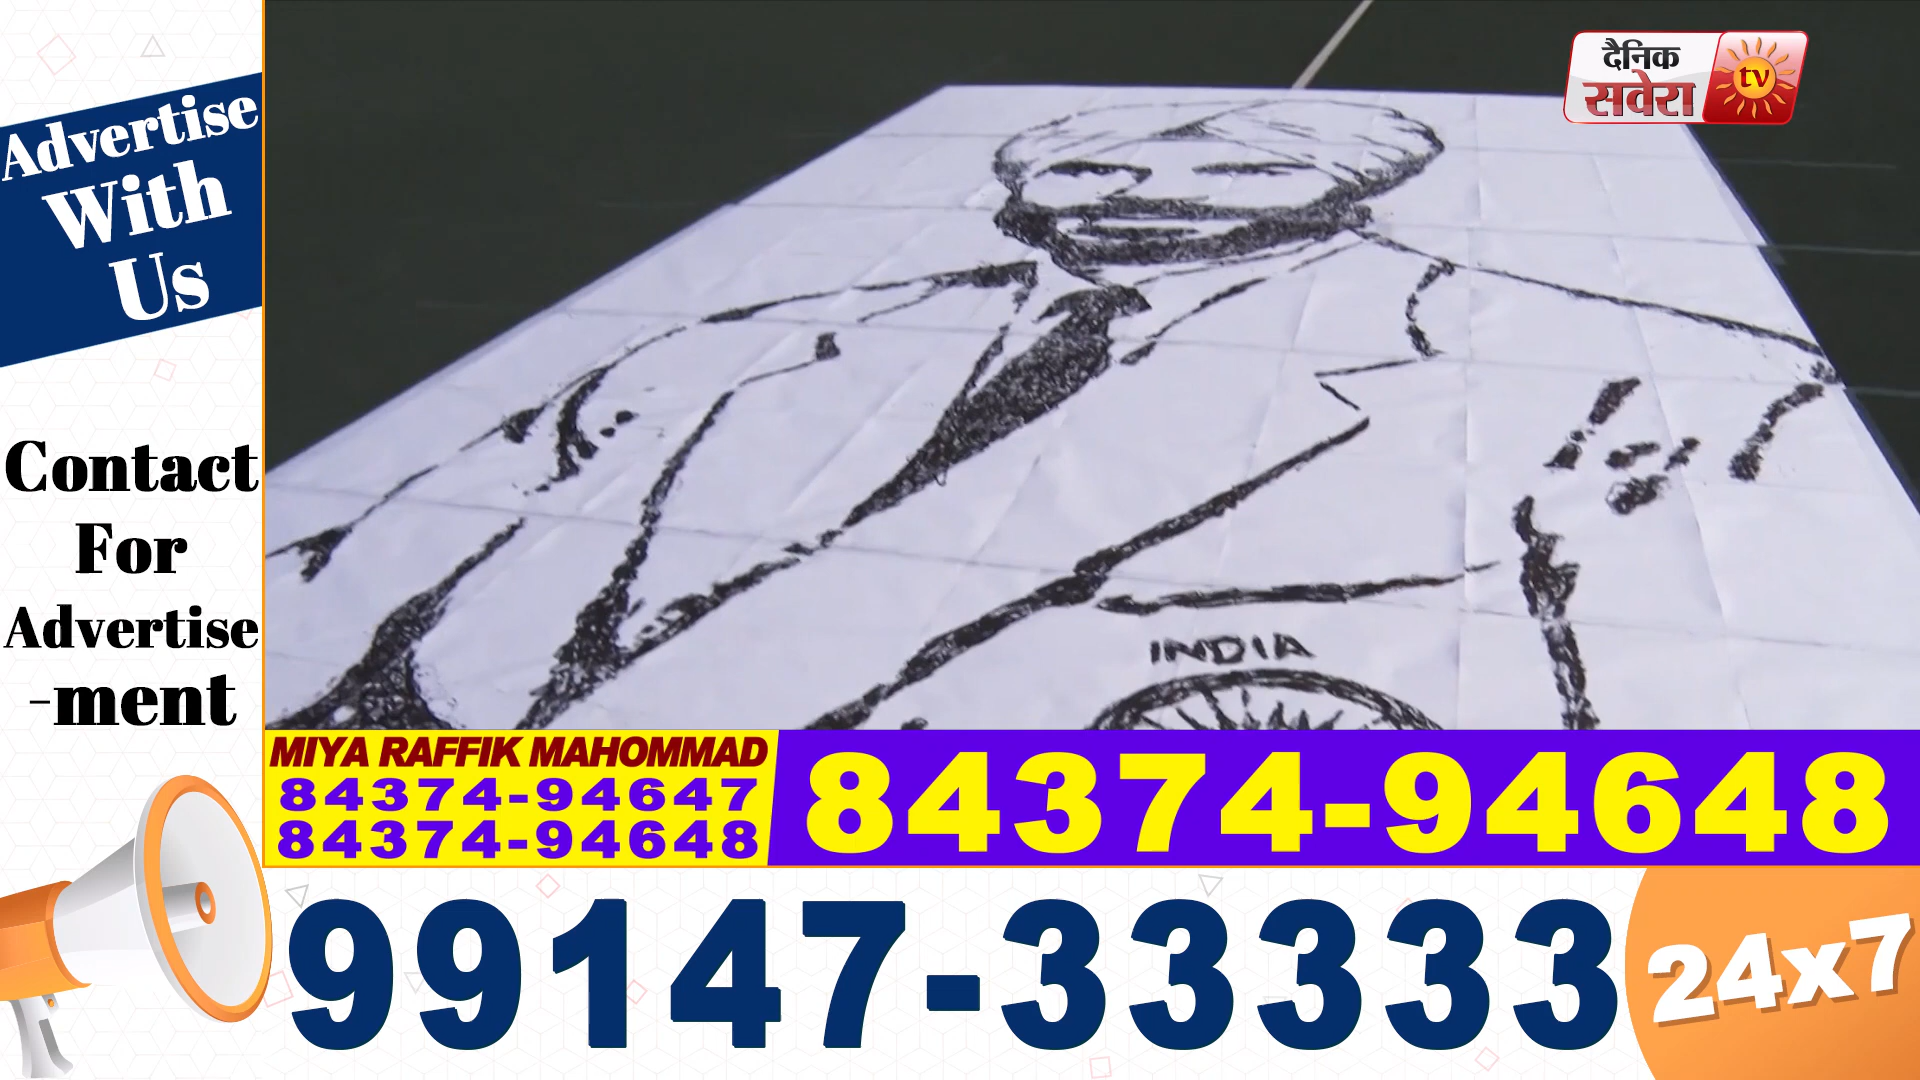 Advertise
With
Us
Contact
For
Advertise
-ment
दैनिक
सवेरा
tv
INDIA
MIYA RAFFIK MAHOMMAD
84374-94647
84374-94648
84374-94648
99147-33333
24x7